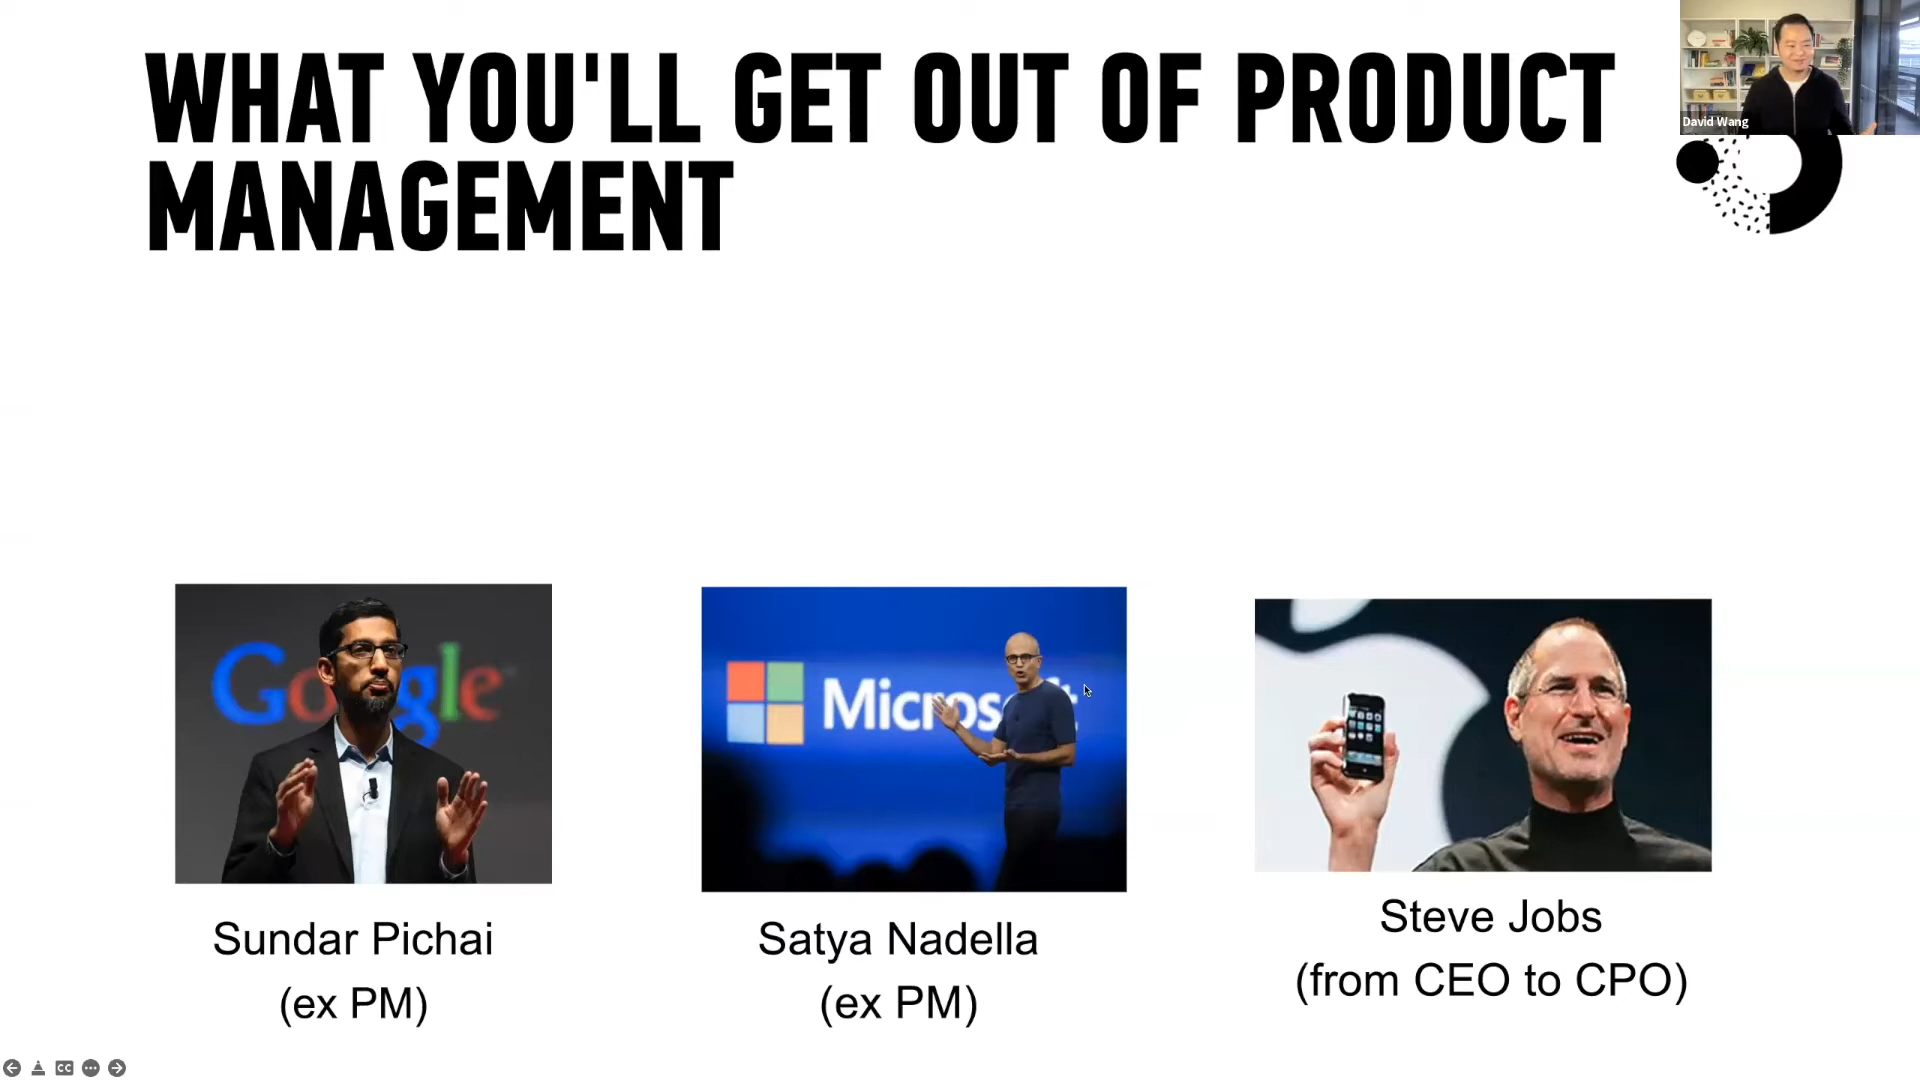 WHAT YOU'LL GET OUT OF PRODUCT
MANAGEMENT
David Wang
Google
Microsoft
Sundar Pichai
(ex PM)
Satya Nadella
(ex PM)
Steve Jobs
(from CEO to CPO)
CC